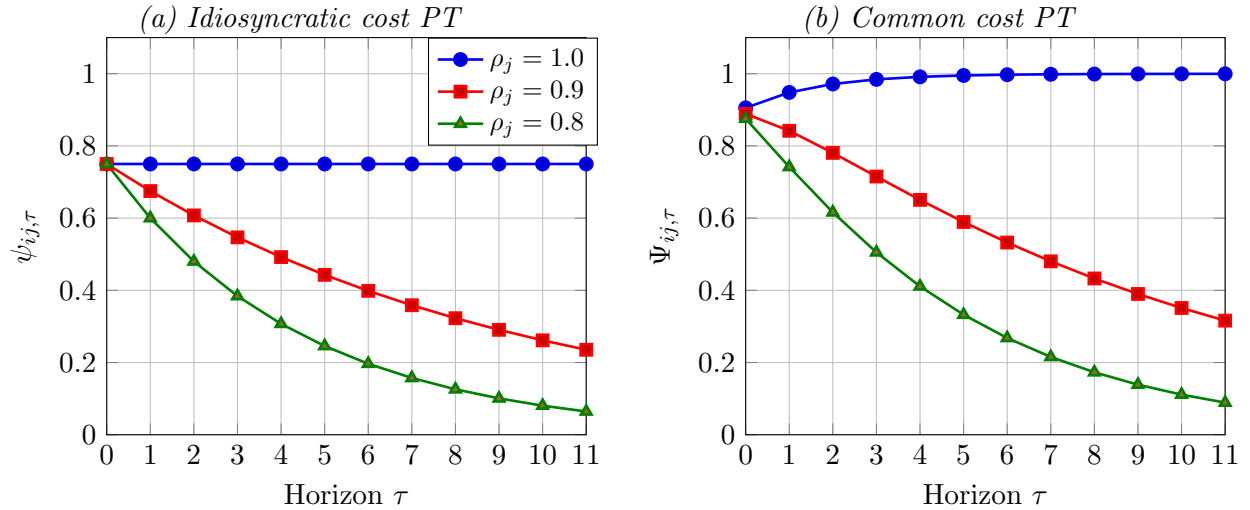 (a) Idiosyncratic cost PT
1
0.8
0.6
0.4
0.2
0
0 1 2 3 4 5 6 7 8 9 10 11
ψij,τ
Horizon τ
ρj = 1.0
ρj = 0.9
ρj = 0.8
(b) Common cost PT
1
0.8
0.6
0.4
0.2
0
0 1 2 3 4 5 6 7 8 9 10 11
Ψij,τ
Horizon τ